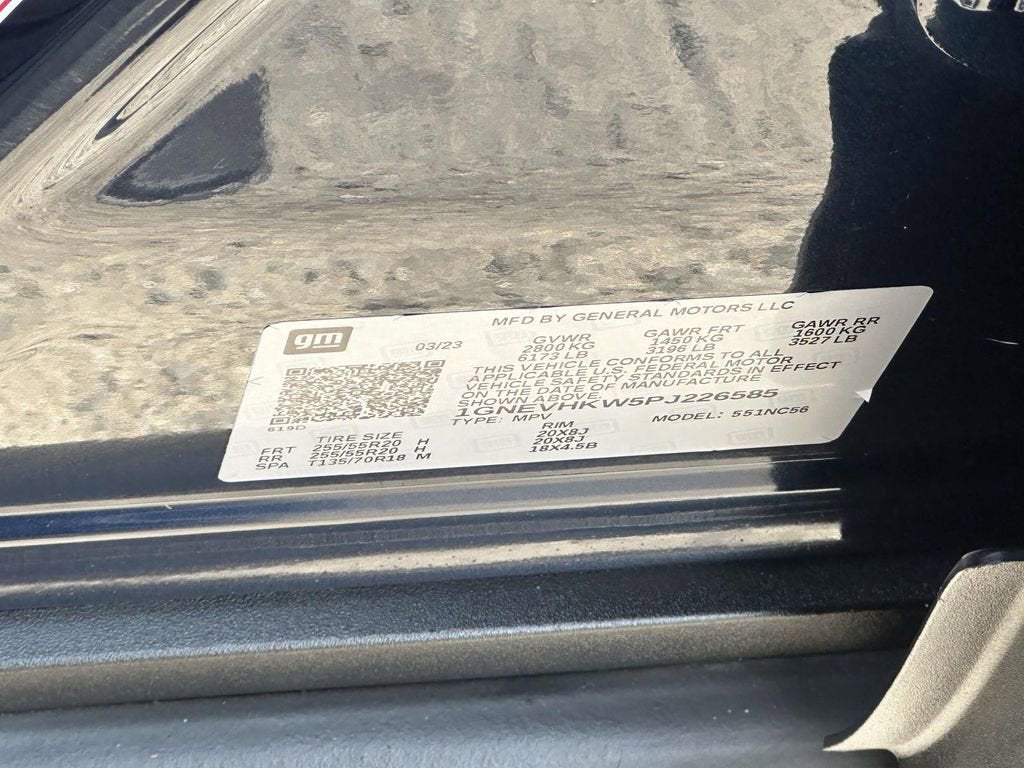 MFD BY GENERAL MOTORS LLC
gm
03/23
GVWR GAWR FRT GAWR RR
2800 KG 1450 KG 1600 KG
6173 LB 3196 LB 3527 LB
THIS VEHICLE CONFORMS TO ALL
APPLICABLE U.S. FEDERAL MOTOR
VEHICLE SAFETY STANDARDS IN EFFECT
ON THE DATE OF MANUFACTURE
SHOWN ABOVE.
1GNEVHKW5PJ226585
619D
TYPE: MPV MODEL: 551NC56
TIRE SIZE RIM
FRT 255/55R20 H 20X8J
RR 255/55R20 H 20X8J
SPA T135/70R18 M 18X4.5B